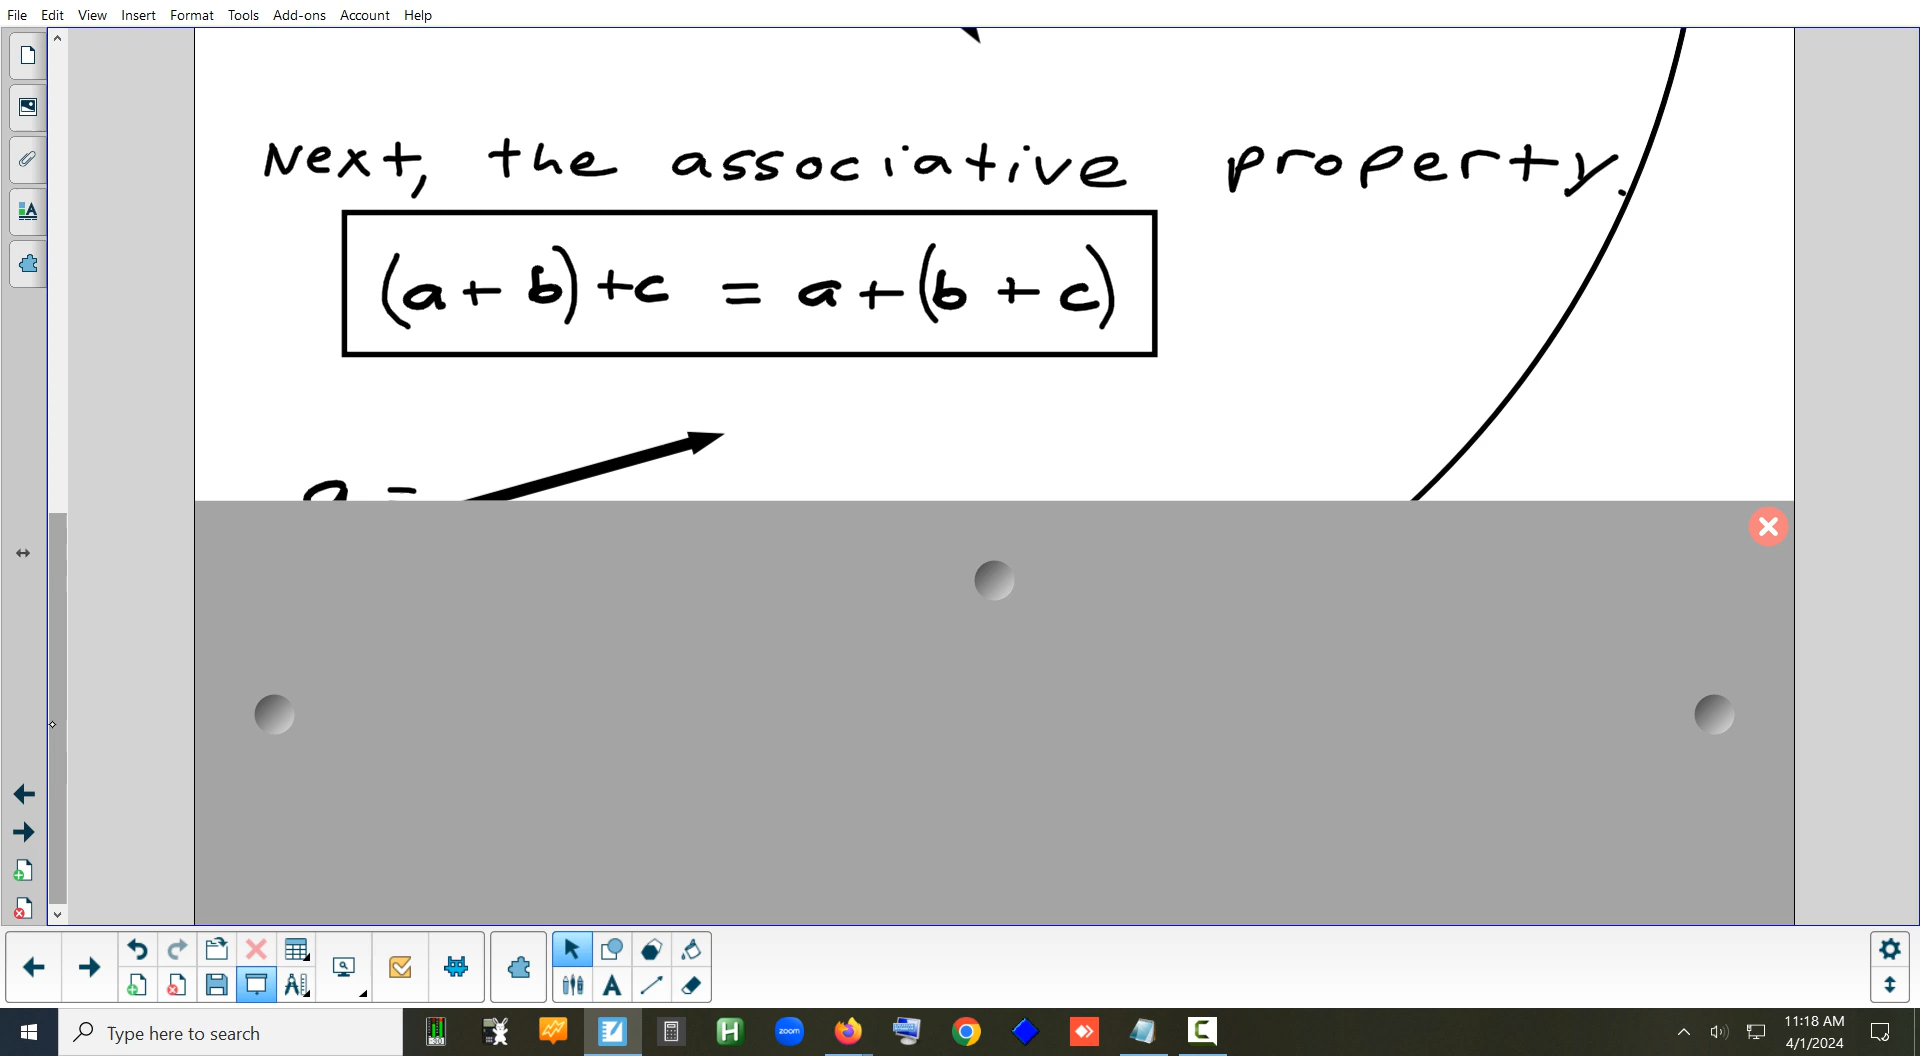 File Edit View Insert Format Tools Add-ons Account Help
Next, the associative property.
(a + b) + c = a + (b + c)
a =
Type here to search
zoom
11:18 AM
4/1/2024